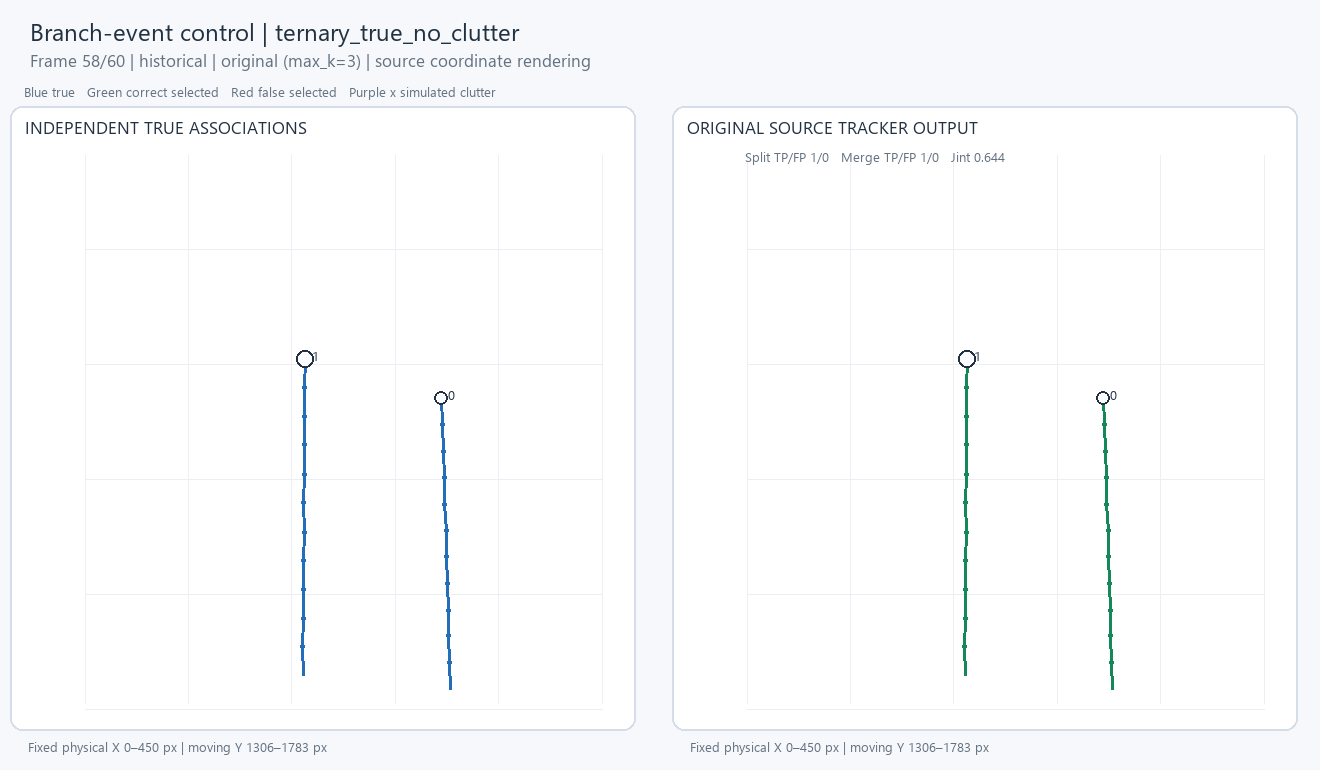 Branch-event control | ternary_true_no_clutter
Frame 58/60 | historical | original (max_k=3) | source coordinate rendering
Blue true Green correct selected Red false selected Purple x simulated clutter
INDEPENDENT TRUE ASSOCIATIONS
1
0
Fixed physical X 0–450 px | moving Y 1306–1783 px
ORIGINAL SOURCE TRACKER OUTPUT
Split TP/FP 1/0 Merge TP/FP 1/0 Jint 0.644
1
0
Fixed physical X 0–450 px | moving Y 1306–1783 px